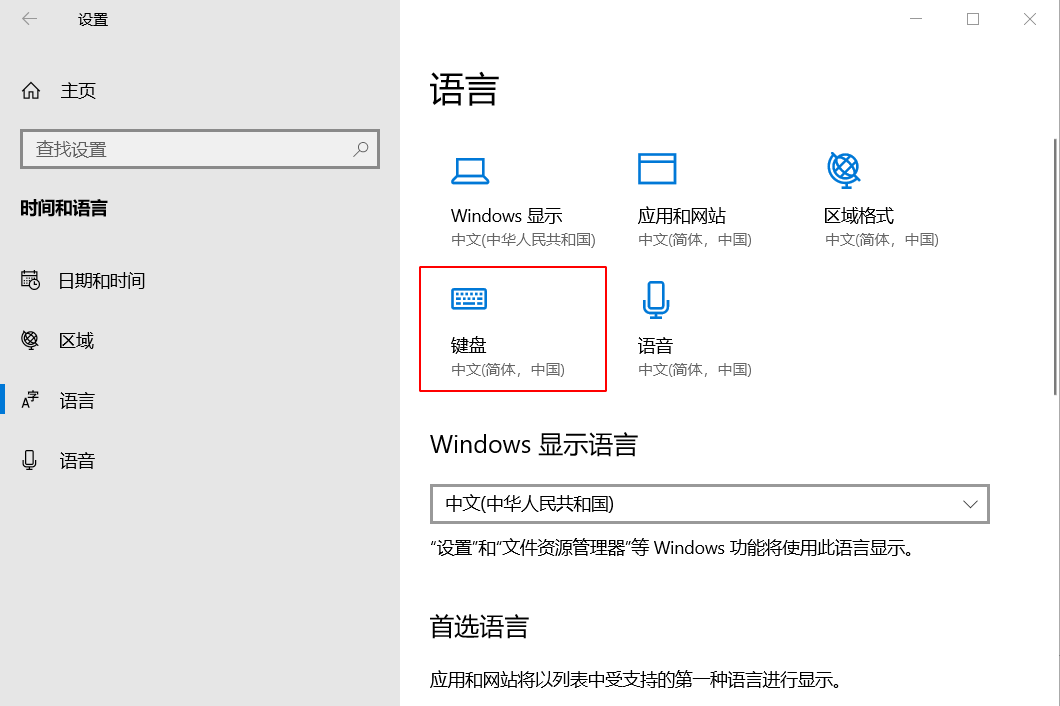 设置
主页
查找设置
时间和语言
日期和时间
区域
语言
语音
语言
Windows 显示
中文(中华人民共和国)
应用和网站
中文(简体，中国)
区域格式
中文(简体，中国)
键盘
中文(简体，中国)
语音
中文(简体，中国)
Windows 显示语言
中文(中华人民共和国)
“设置”和“文件资源管理器”等 Windows 功能将使用此语言显示。
首选语言
应用和网站将以列表中受支持的第一种语言进行显示。